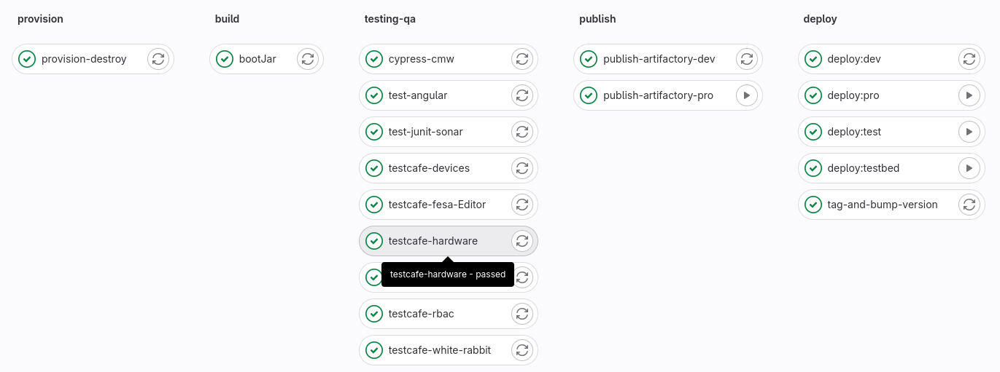 provision
provision-destroy
build
bootJar
testing-qa
cypress-cmw
test-angular
test-junit-sonar
testcafe-devices
testcafe-fesa-Editor
testcafe-hardware
testcafe-hardware - passed
testcafe-rbac
testcafe-white-rabbit
publish
publish-artifactory-dev
publish-artifactory-pro
deploy
deploy:dev
deploy:pro
deploy:test
deploy:testbed
tag-and-bump-version